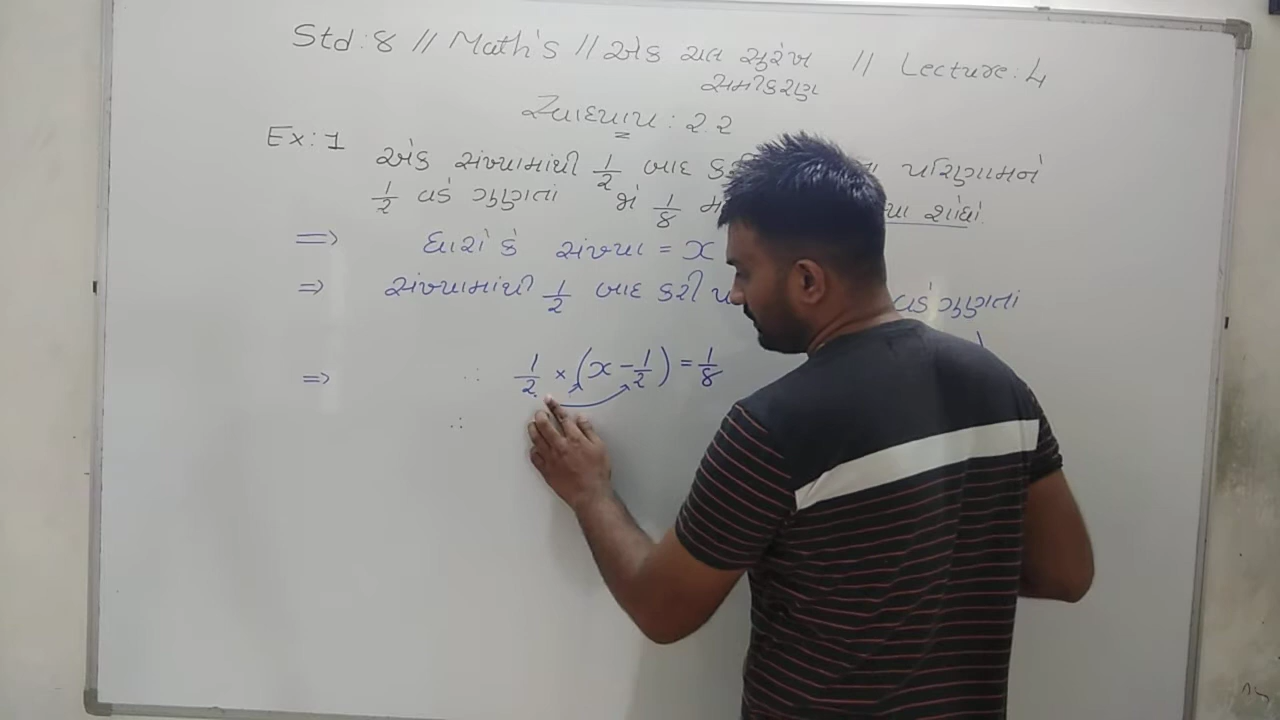 Std : 8 // Math's // એક ચલ સુરેખ // Lecture : 4
સમીકરણ
સ્વાધ્યાય : 2.2
Ex : 1 એક સંખ્યામાંથી 1/2 બાદ પરિણામને
1/2 વડે ગુણતાં જો 1/8 શોધો.
⇒ ધારો કે સંખ્યા = x
⇒ સંખ્યામાંથી 1/2 બાદ કરી વડે ગુણતાં
⇒ ∴ 1/2 × (x - 1/2) = 1/8
∴